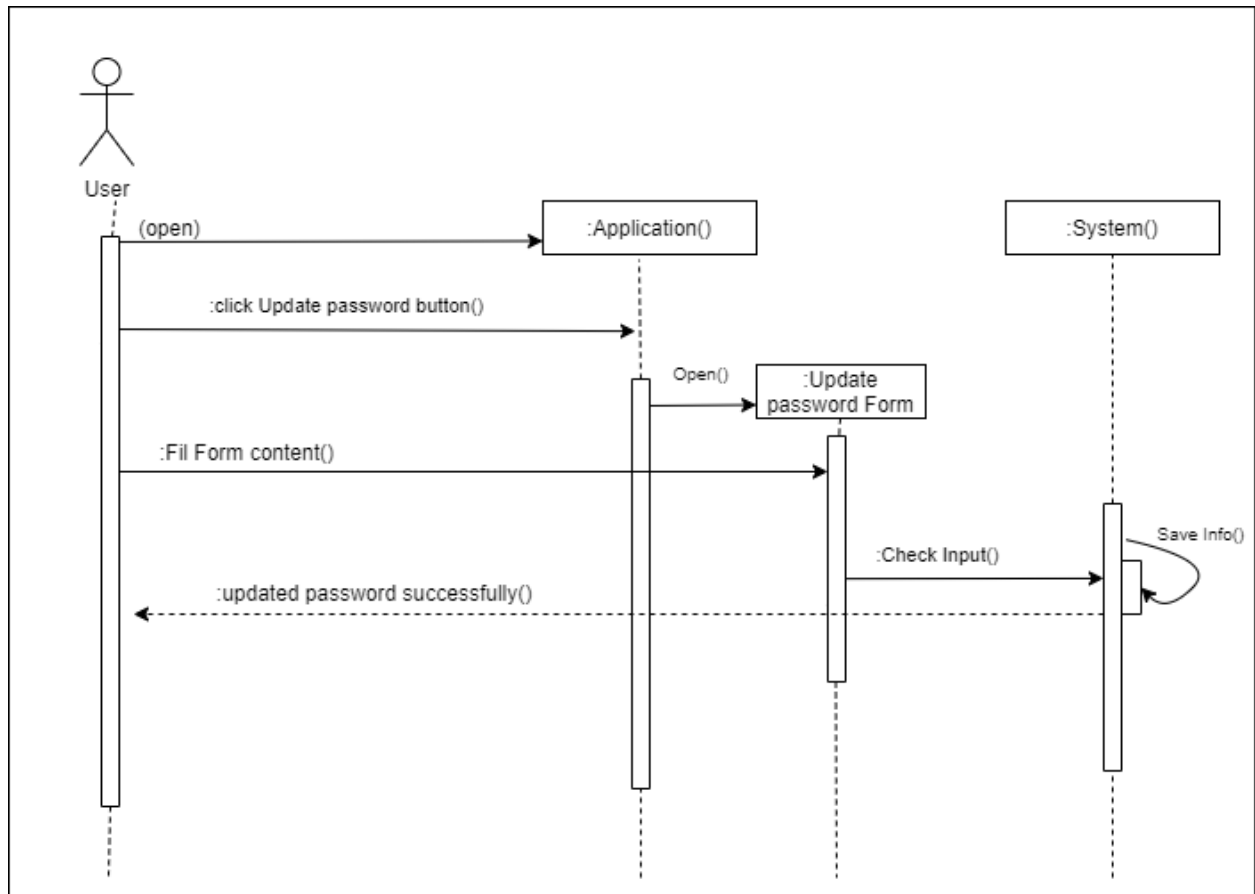 User
(open)
:Application()
:System()
:click Update password button()
Open()
:Update
password Form
:Fil Form content()
Save Info()
:Check Input()
:updated password successfully()